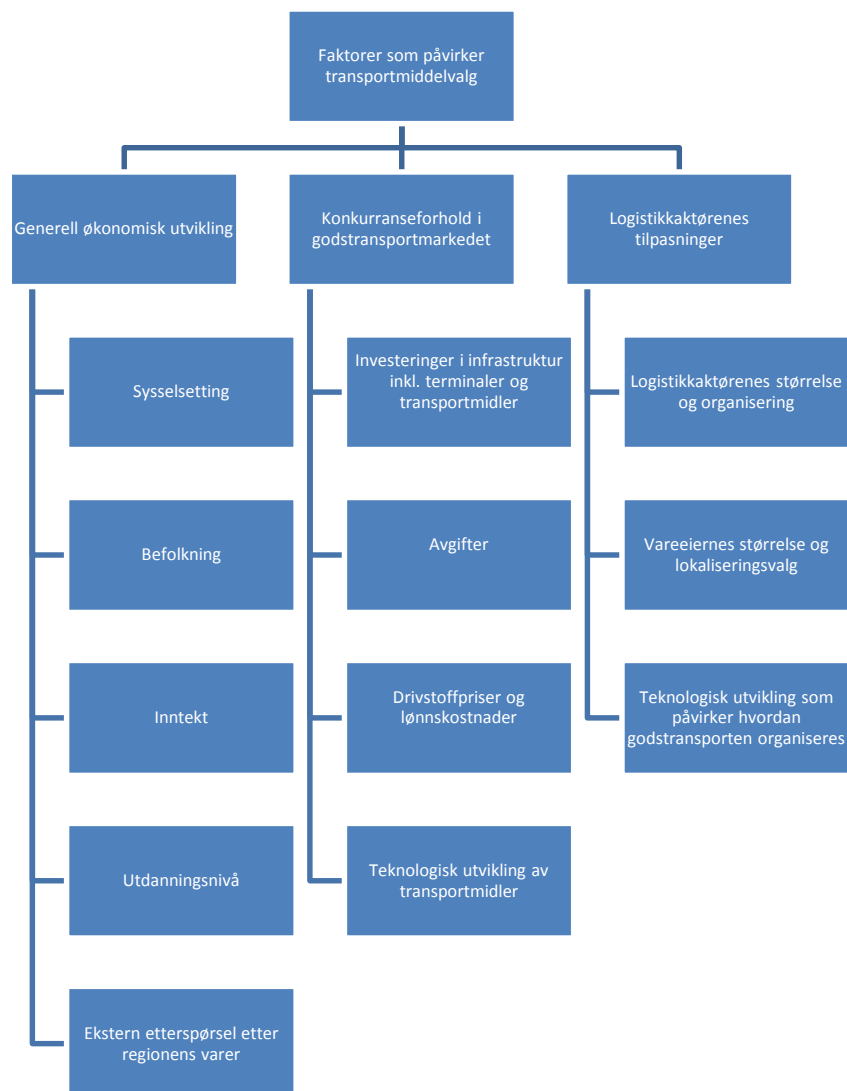 Faktorer som påvirker
transportmiddelvalg
Generell økonomisk utvikling
Konkurranseforhold i
godstransportmarkedet
Logistikkaktørenes
tilpasninger
Sysselsetting
Befolkning
Inntekt
Utdanningsnivå
Ekstern etterspørsel etter
regionens varer
Investeringer i infrastruktur
inkl. terminaler og
transportmidler
Avgifter
Drivstoffpriser og
lønnskostnader
Teknologisk utvikling av
transportmidler
Logistikkaktørenes størrelse
og organisering
Vareeiernes størrelse og
lokaliseringsvalg
Teknologisk utvikling som
påvirker hvordan
godstransporten organiseres